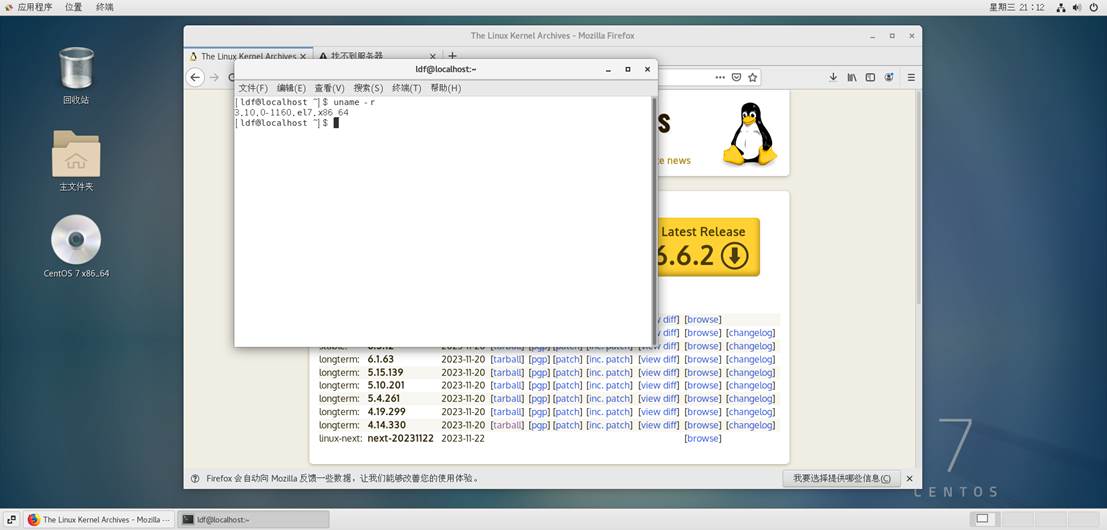 应用程序 位置 终端 星期三 21：12
The Linux Kernel Archives - Mozilla Firefox
The Linux Kernel Archives × 找不到服务器 × +
ldf@localhost:~
文件(F) 编辑(E) 查看(V) 搜索(S) 终端(T) 帮助(H)
[ldf@localhost ~]$ uname -r
3.10.0-1160.el7.x86_64
[ldf@localhost ~]$
回收站
主文件夹
CentOS 7 x86_64
news
Latest Release
6.6.2
diff] [browse]
diff] [browse] [changelog]
2023-11-20 [tarball] [pgp] [patch] [inc. patch] [view diff] [browse] [changelog]
longterm: 6.1.63 2023-11-20 [tarball] [pgp] [patch] [inc. patch] [view diff] [browse] [changelog]
longterm: 5.15.139 2023-11-20 [tarball] [pgp] [patch] [inc. patch] [view diff] [browse] [changelog]
longterm: 5.10.201 2023-11-20 [tarball] [pgp] [patch] [inc. patch] [view diff] [browse] [changelog]
longterm: 5.4.261 2023-11-20 [tarball] [pgp] [patch] [inc. patch] [view diff] [browse] [changelog]
longterm: 4.19.299 2023-11-20 [tarball] [pgp] [patch] [inc. patch] [view diff] [browse] [changelog]
longterm: 4.14.330 2023-11-20 [tarball] [pgp] [patch] [inc. patch] [view diff] [browse] [changelog]
linux-next: next-20231122 2023-11-22 [browse]
Firefox 会自动向 Mozilla 反馈一些数据，让我们能够改善您的使用体验。 我要选择提供哪些信息(C) ×
7
CENTOS
The Linux Kernel Archives - Mozilla ··· ldf@localhost:~